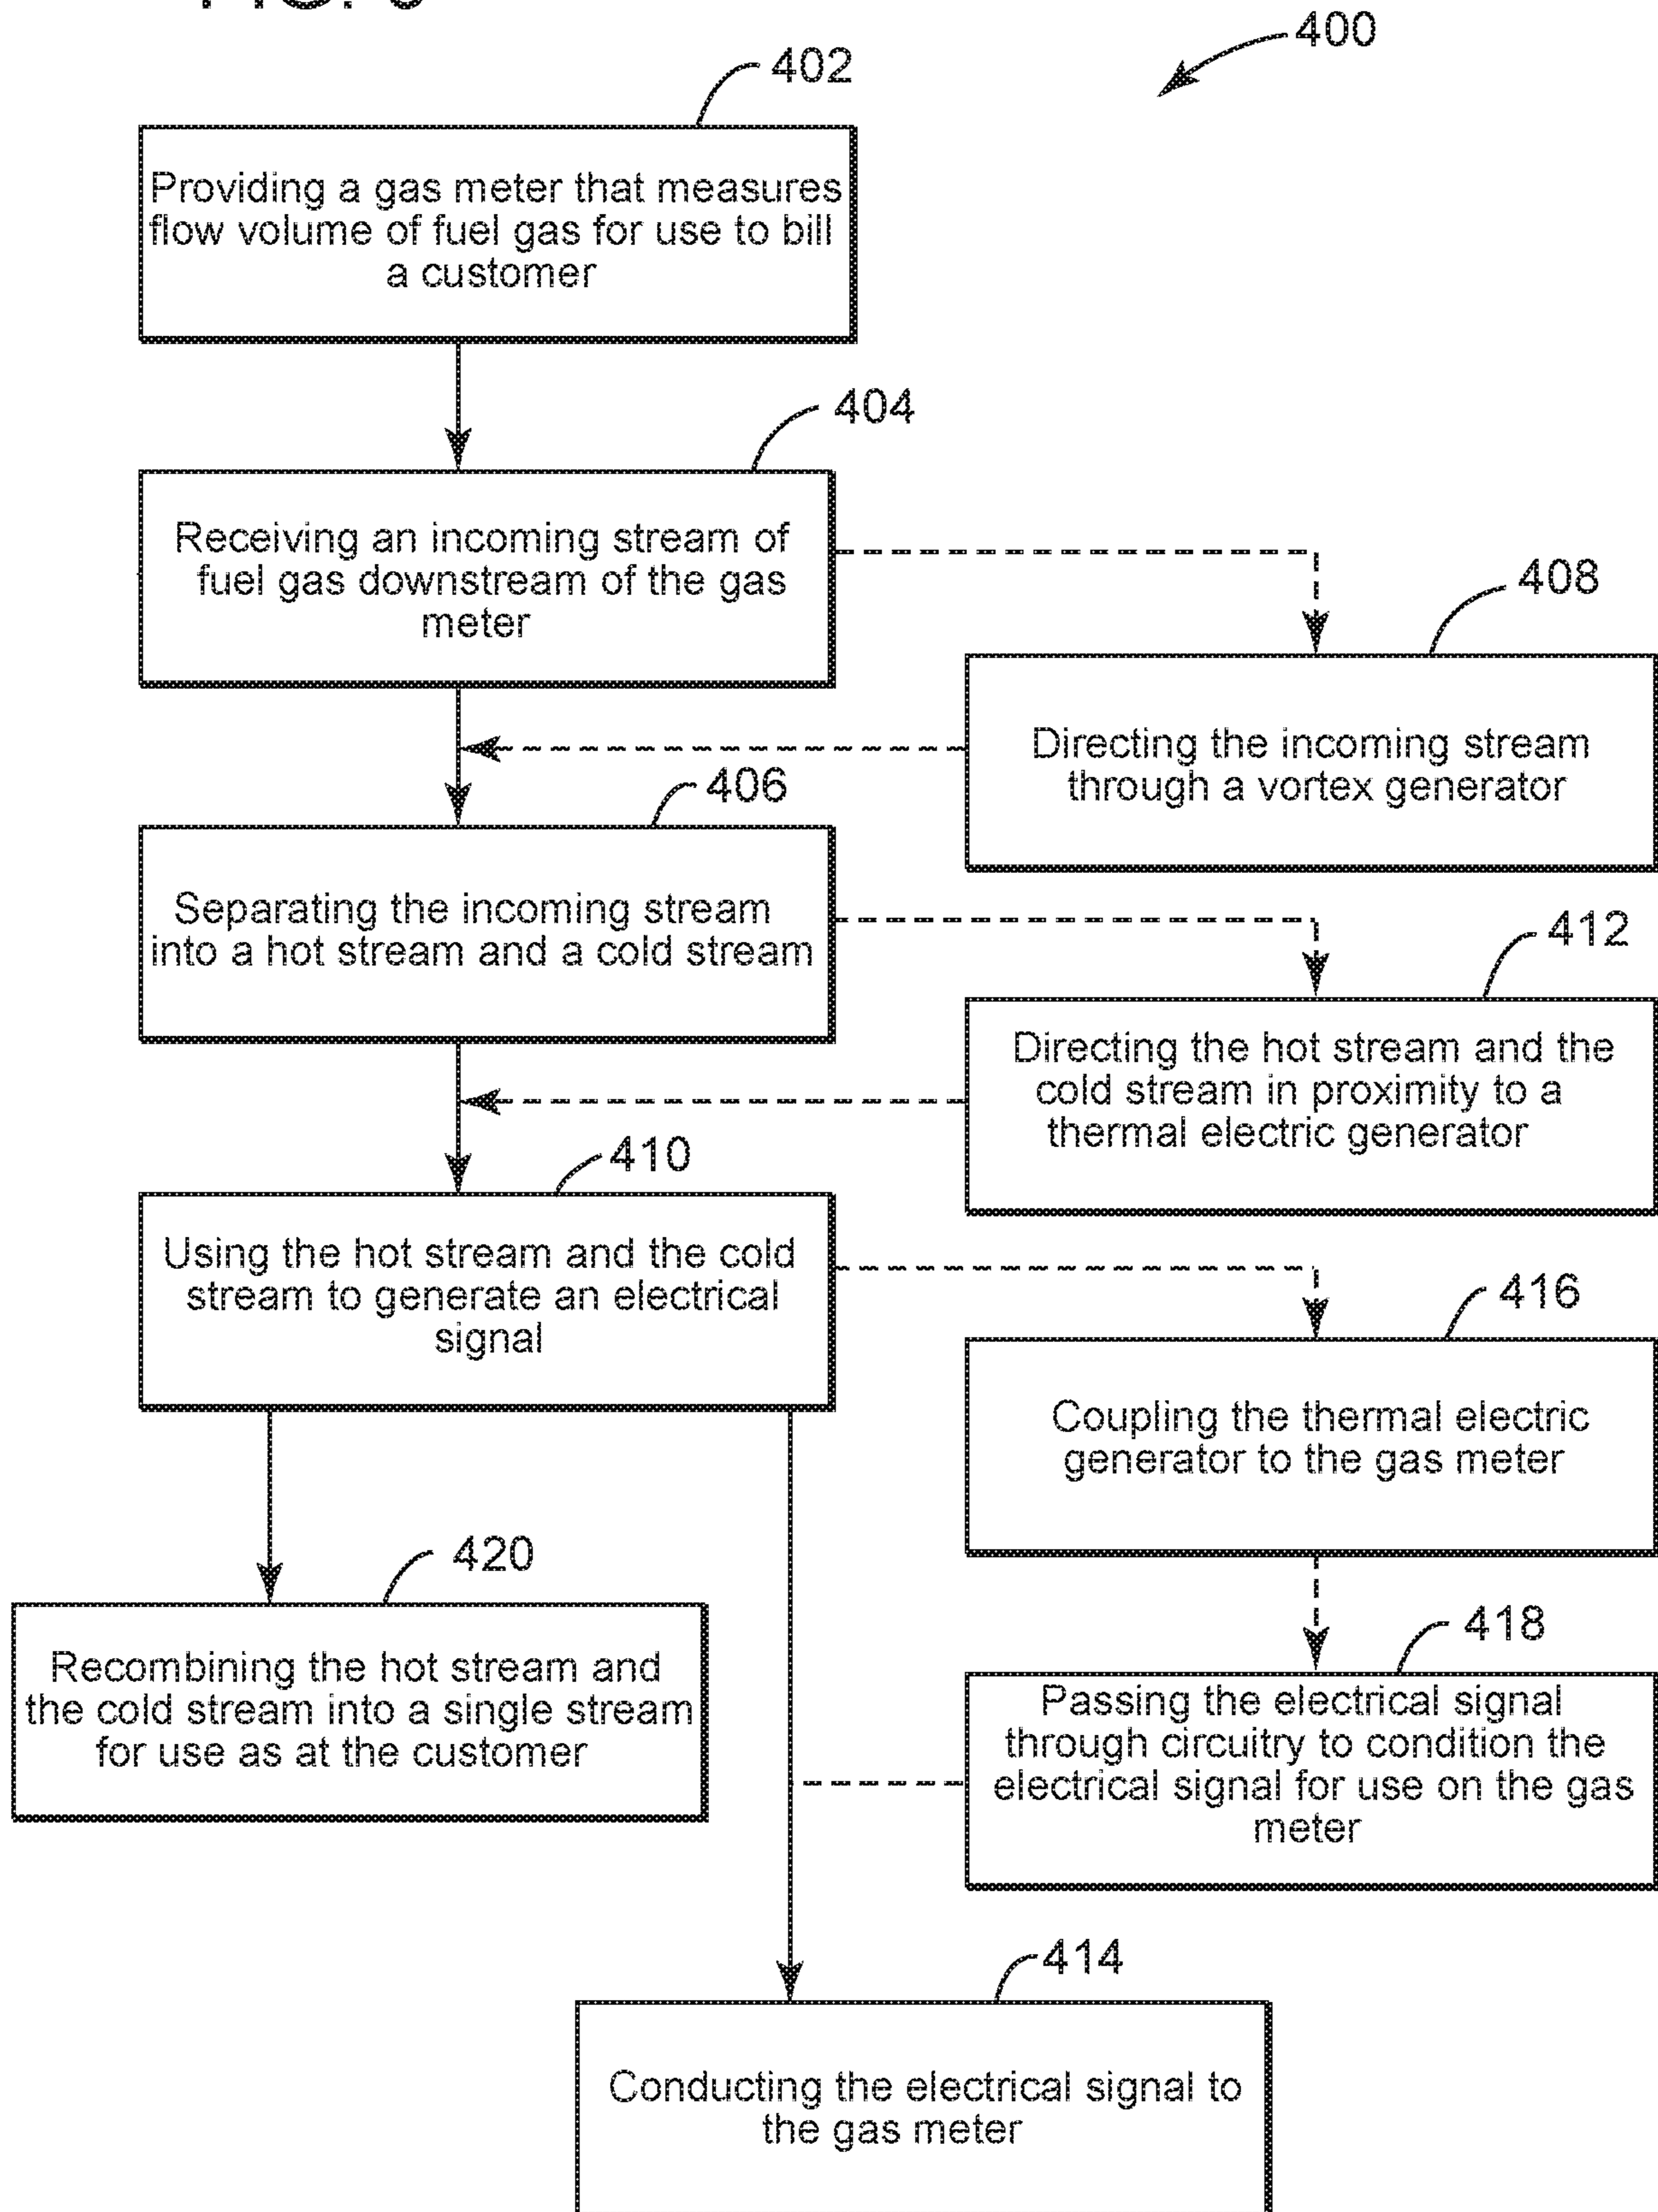 400
402
Providing a gas meter that measures
flow volume of fuel gas for use to bill
a customer
404
Receiving an incoming stream of
fuel gas downstream of the gas
meter
408
Directing the incoming stream
through a vortex generator
406
Separating the incoming stream
into a hot stream and a cold stream
412
Directing the hot stream and the
cold stream in proximity to a
thermal electric generator
410
Using the hot stream and the cold
stream to generate an electrical
signal
416
Coupling the thermal electric
generator to the gas meter
420
Recombining the hot stream and
the cold stream into a single stream
for use as at the customer
418
Passing the electrical signal
through circuitry to condition the
electrical signal for use on the gas
meter
414
Conducting the electrical signal to
the gas meter